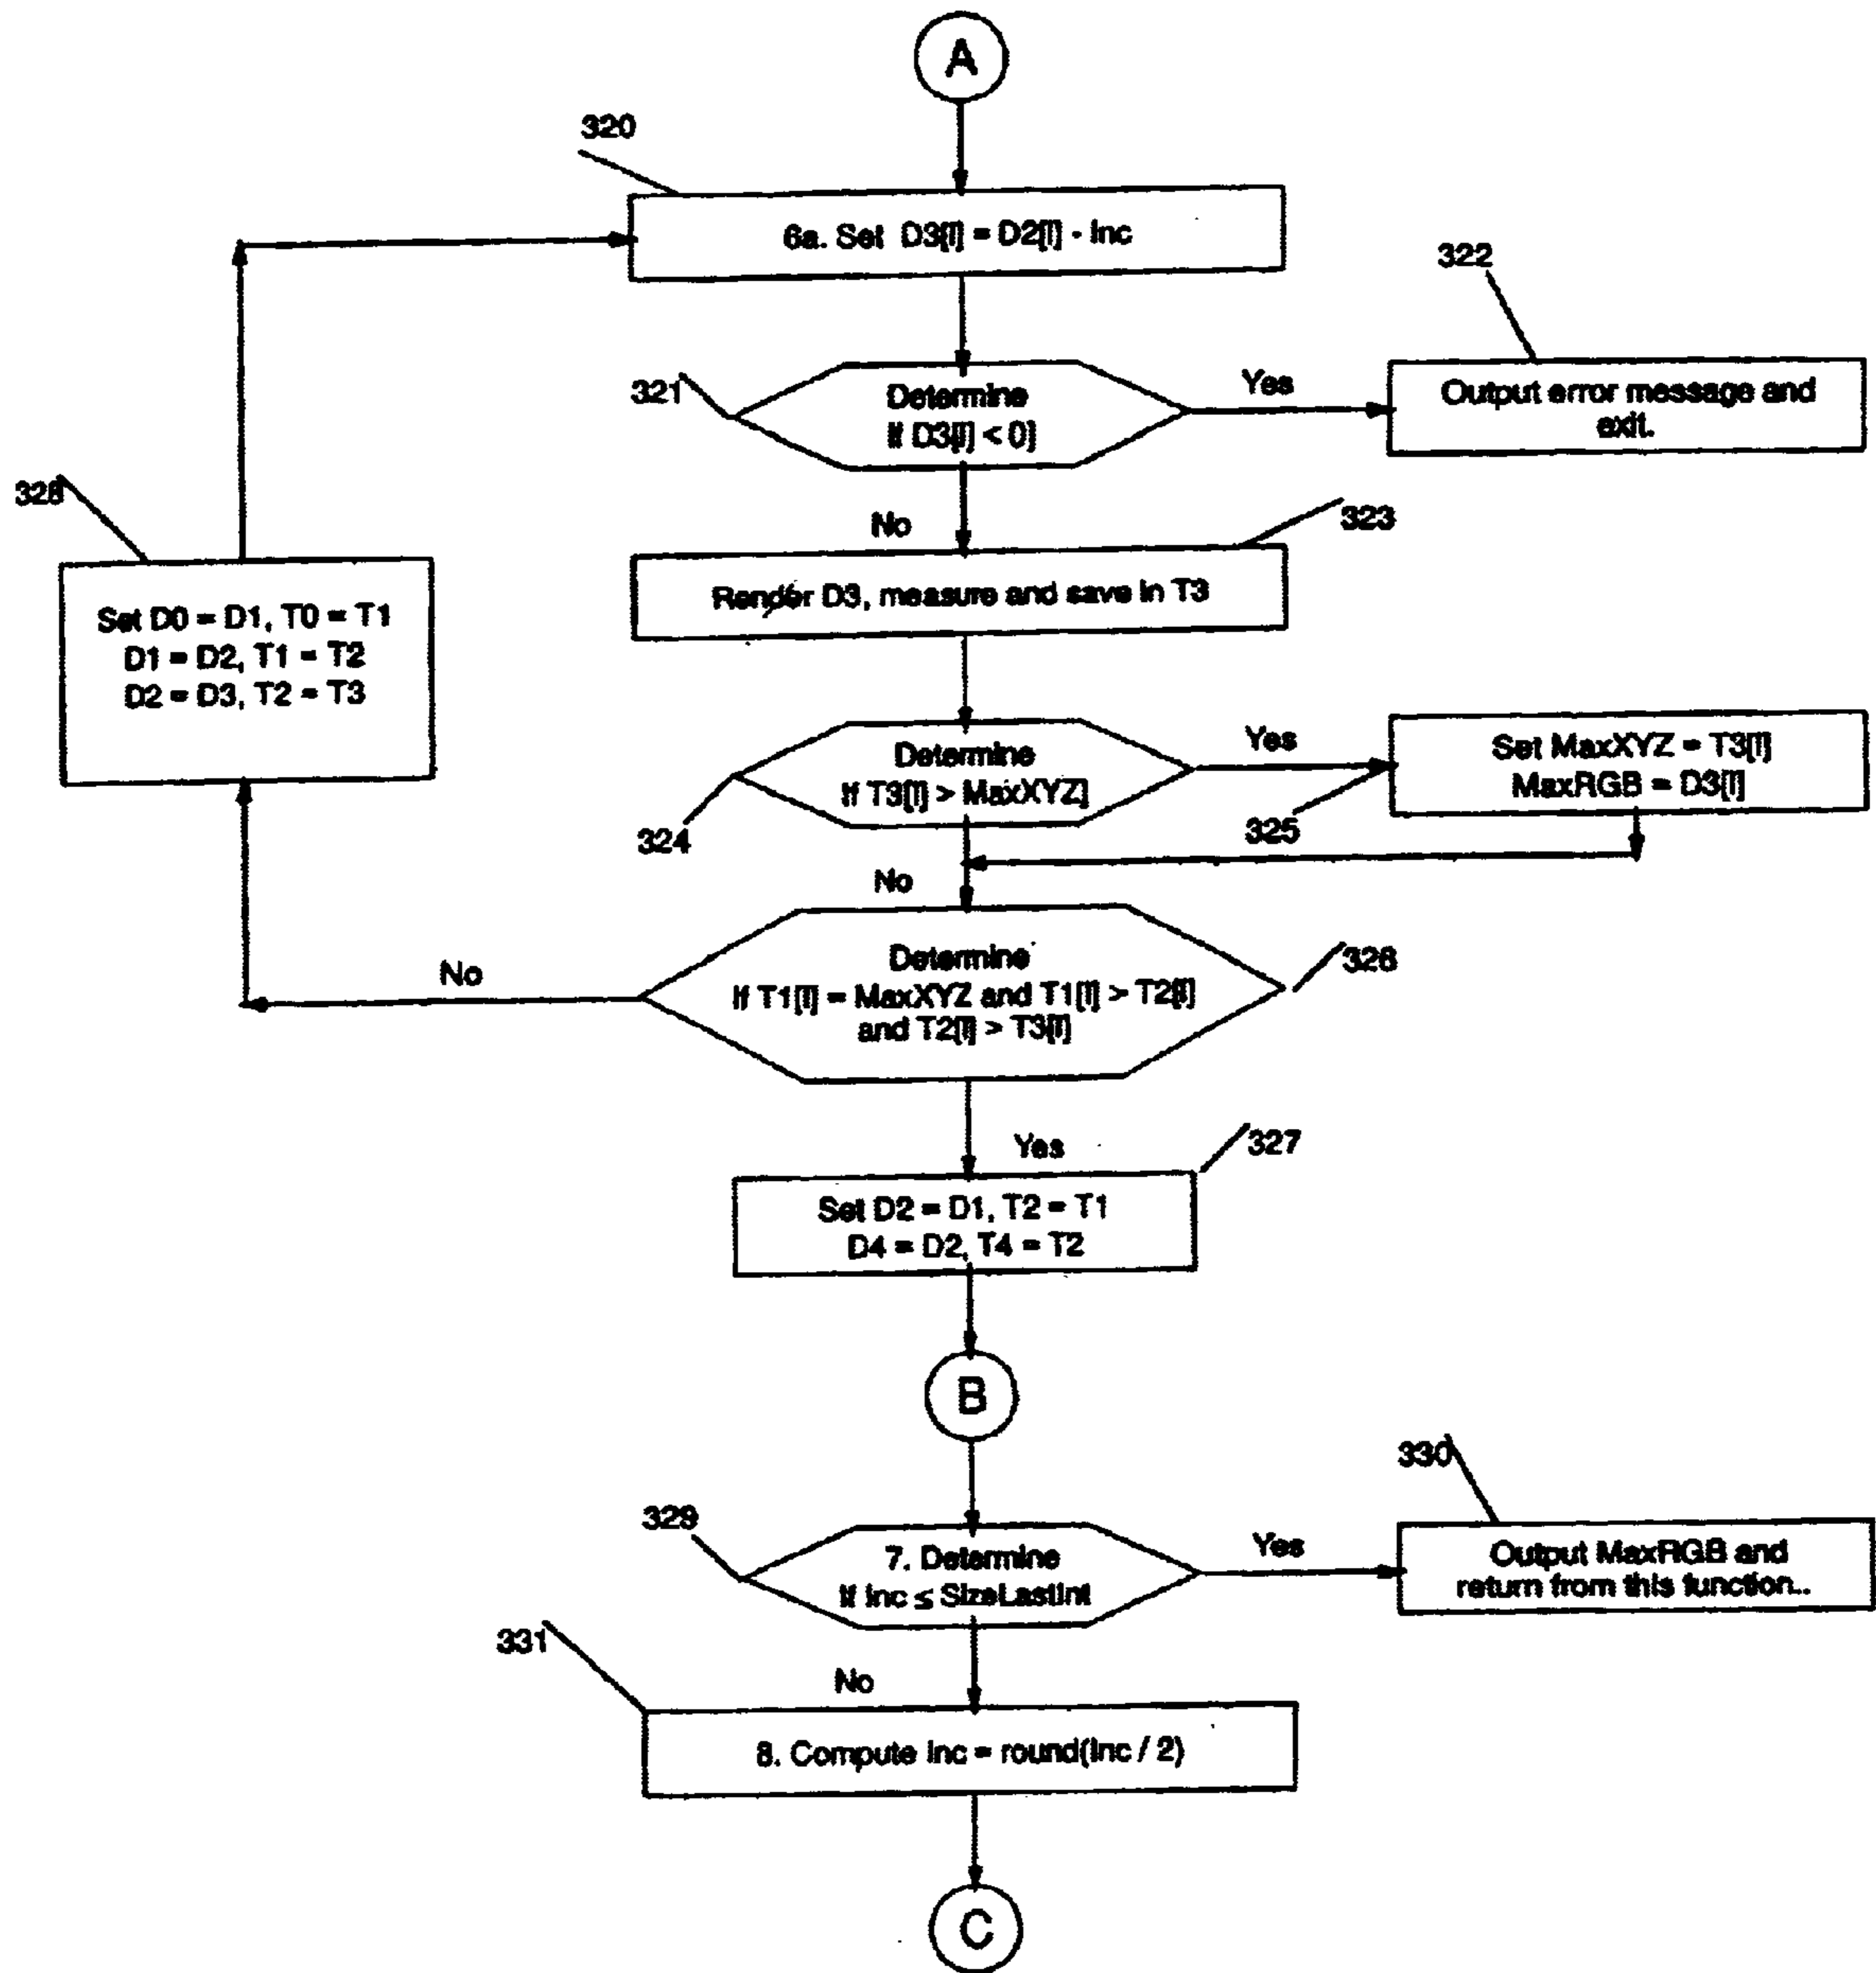 A
320
6a. Set D3[I] = D2[I] - Inc
322
321
Determine
If D3[I] < 0]
Yes
Output error message and
exit.
328
No
323
Set D0 = D1, T0 = T1
D1 = D2, T1 = T2
D2 = D3, T2 = T3
Render D3, measure and save in T3
Determine
If T3[I] > MaxXYZ]
Yes
Set MaxXYZ = T3[I]
MaxRGB = D3[I]
324
325
No
Determine
If T1[I] = MaxXYZ and T1[I] > T2[I]
and T2[I] > T3[I]
326
No
Yes
327
Set D2 = D1, T2 = T1
D4 = D2, T4 = T2
B
330
329
7. Determine
If Inc ≤ SizeLastInt
Yes
Output MaxRGB and
return from this function..
331
No
8. Compute Inc = round(Inc / 2)
C